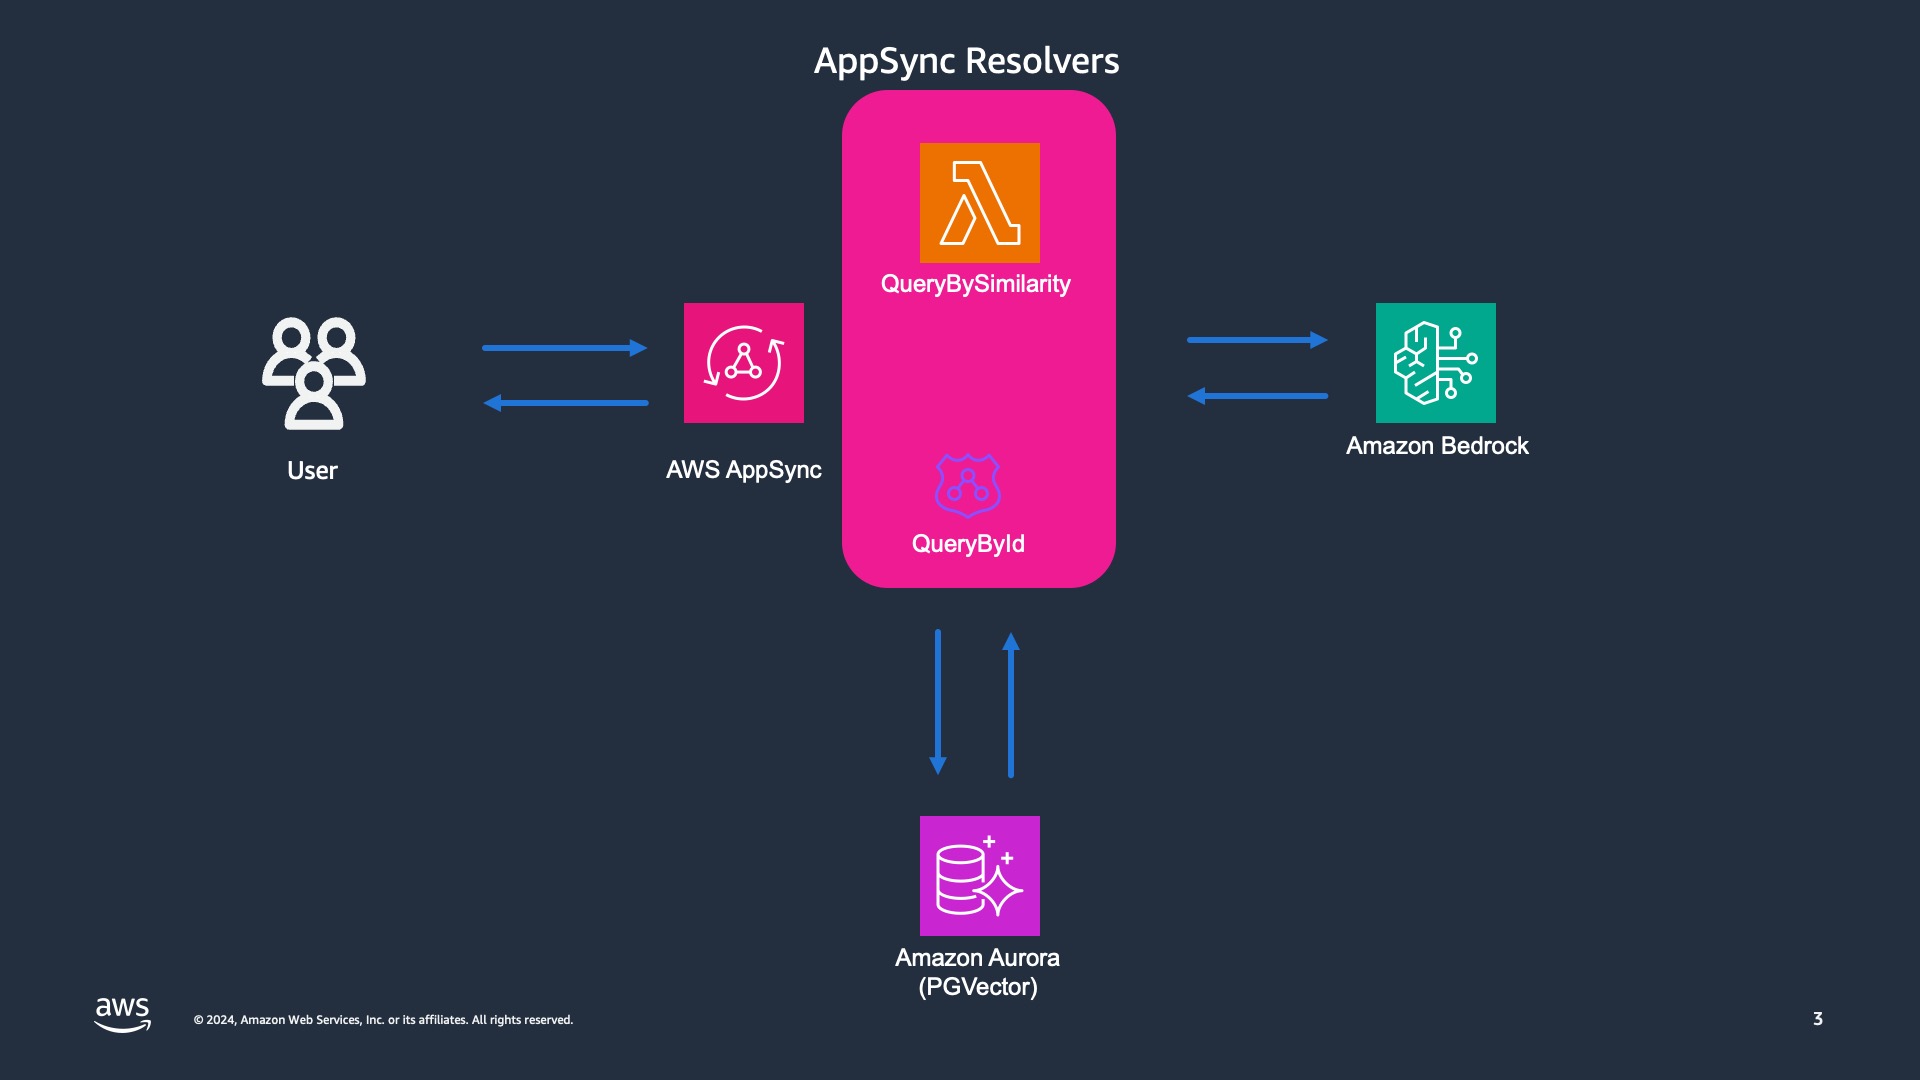 AppSync Resolvers
QueryBySimilarity
User
AWS AppSync
Amazon Bedrock
QueryById
Amazon Aurora
(PGVector)
aws
© 2024, Amazon Web Services, Inc. or its affiliates. All rights reserved.
3